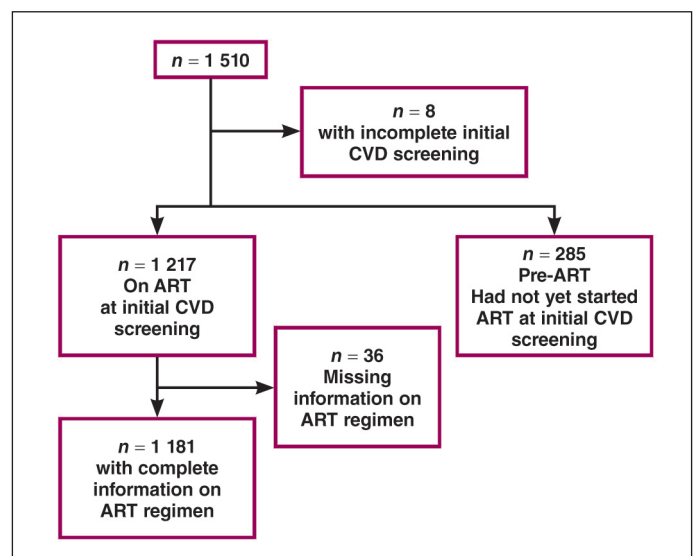 n = 1 510
n = 8
with incomplete initial
CVD screening
n = 1 217
On ART
at initial CVD
screening
n = 285
Pre-ART
Had not yet started
ART at initial CVD
screening
n = 36
Missing
information on
ART regimen
n = 1 181
with complete
information on
ART regimen